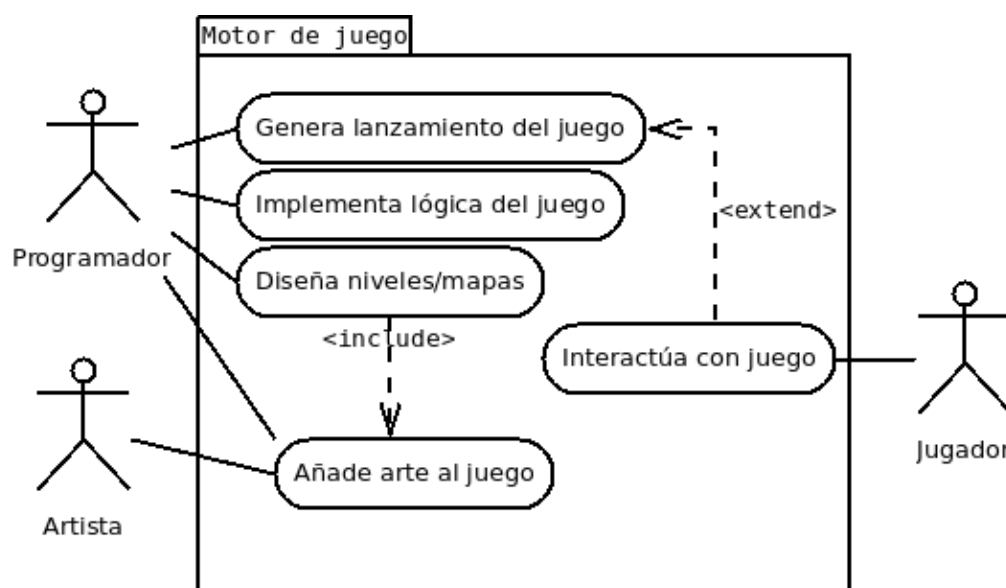 Motor de juego
Genera lanzamiento del juego
Implementa lógica del juego
<extend>
Programador
Diseña niveles/mapas
<include>
Interactúa con juego
Jugador
Añade arte al juego
Artista